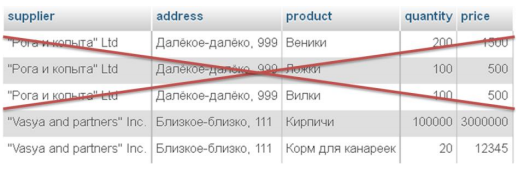 supplier address product quantity price
"Рога и копыта" Ltd Далёкое-далёко, 999 Веники 200 1500
"Рога и копыта" Ltd Далёкое-далёко, 999 Ложки 100 500
"Рога и копыта" Ltd Далёкое-далёко, 999 Вилки 100 500
"Vasya and partners" Inc. Близкое-близко, 111 Кирпичи 100000 3000000
"Vasya and partners" Inc. Близкое-близко, 111 Корм для канареек 20 12345